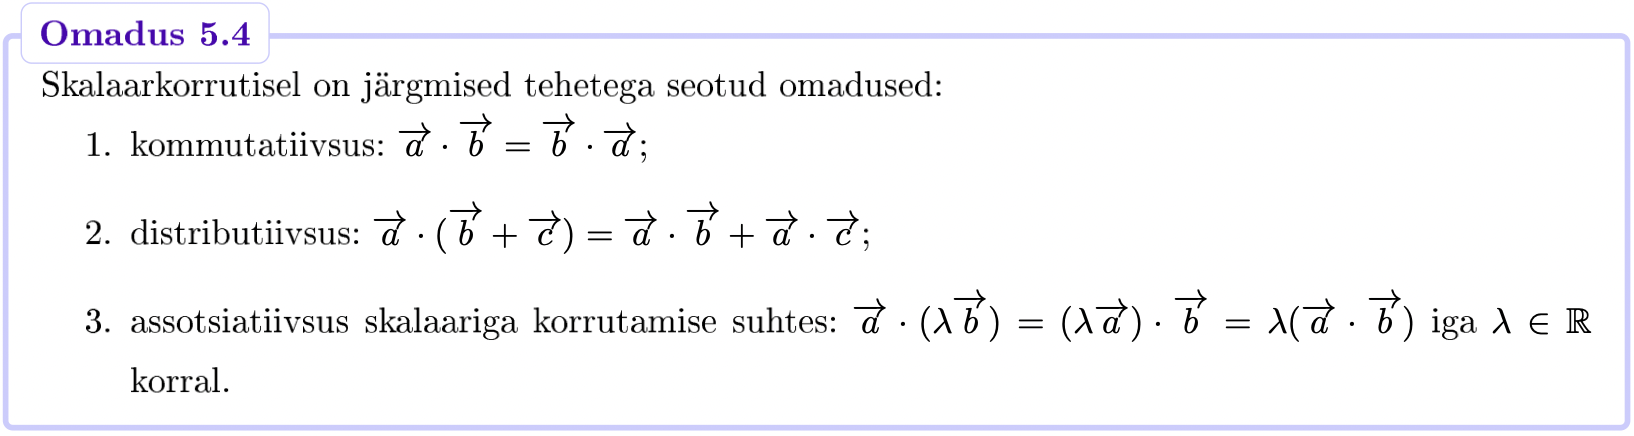 Omadus 5.4
Skalaarkorrutisel on järgmised tehetega seotud omadused:
1. kommutatiivsus: $\overrightarrow{a} \cdot \overrightarrow{b} = \overrightarrow{b} \cdot \overrightarrow{a}$;
2. distributiivsus: $\overrightarrow{a} \cdot (\overrightarrow{b} + \overrightarrow{c}) = \overrightarrow{a} \cdot \overrightarrow{b} + \overrightarrow{a} \cdot \overrightarrow{c}$;
3. assotsiatiivsus skalaariga korrutamise suhtes: $\overrightarrow{a} \cdot (\lambda \overrightarrow{b}) = (\lambda \overrightarrow{a}) \cdot \overrightarrow{b} = \lambda(\overrightarrow{a} \cdot \overrightarrow{b})$ iga $\lambda \in \mathbb{R}$
korral.